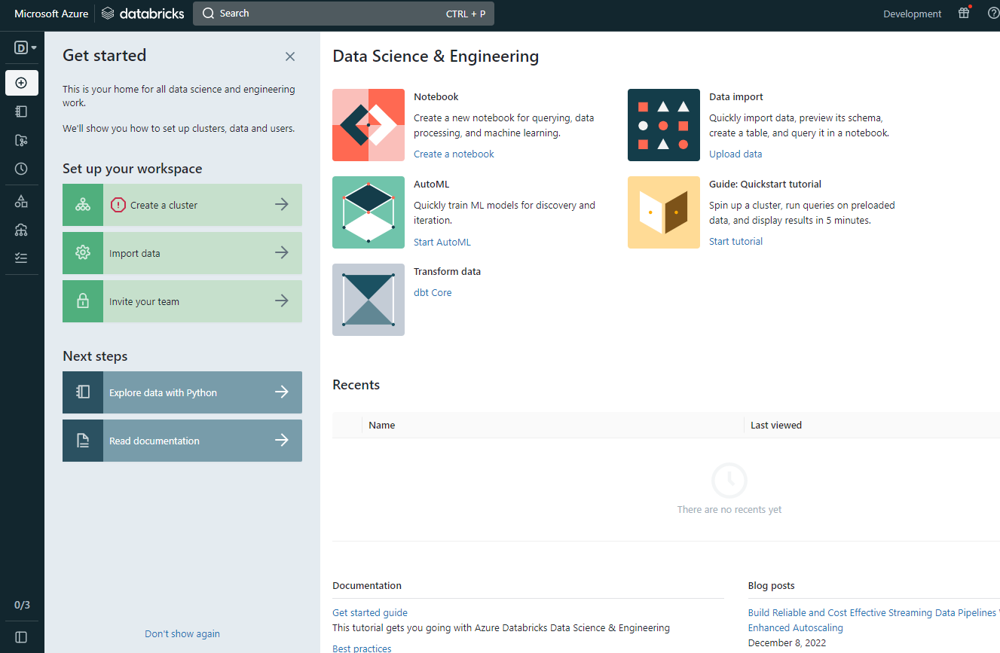 Microsoft Azure databricks Search CTRL + P Development
D
Get started
This is your home for all data science and engineering
work.
We'll show you how to set up clusters, data and users.
Set up your workspace
Create a cluster
Import data
Invite your team
Next steps
Explore data with Python
Read documentation
0/3
Don't show again
Data Science & Engineering
Notebook
Create a new notebook for querying, data
processing, and machine learning.
Create a notebook
Data import
Quickly import data, preview its schema,
create a table, and query it in a notebook.
Upload data
AutoML
Quickly train ML models for discovery and
iteration.
Start AutoML
Guide: Quickstart tutorial
Spin up a cluster, run queries on preloaded
data, and display results in 5 minutes.
Start tutorial
Transform data
dbt Core
Recents
Name Last viewed
There are no recents yet
Documentation
Get started guide
This tutorial gets you going with Azure Databricks Data Science & Engineering
Best practices
Blog posts
Build Reliable and Cost Effective Streaming Data Pipelines
Enhanced Autoscaling
December 8, 2022